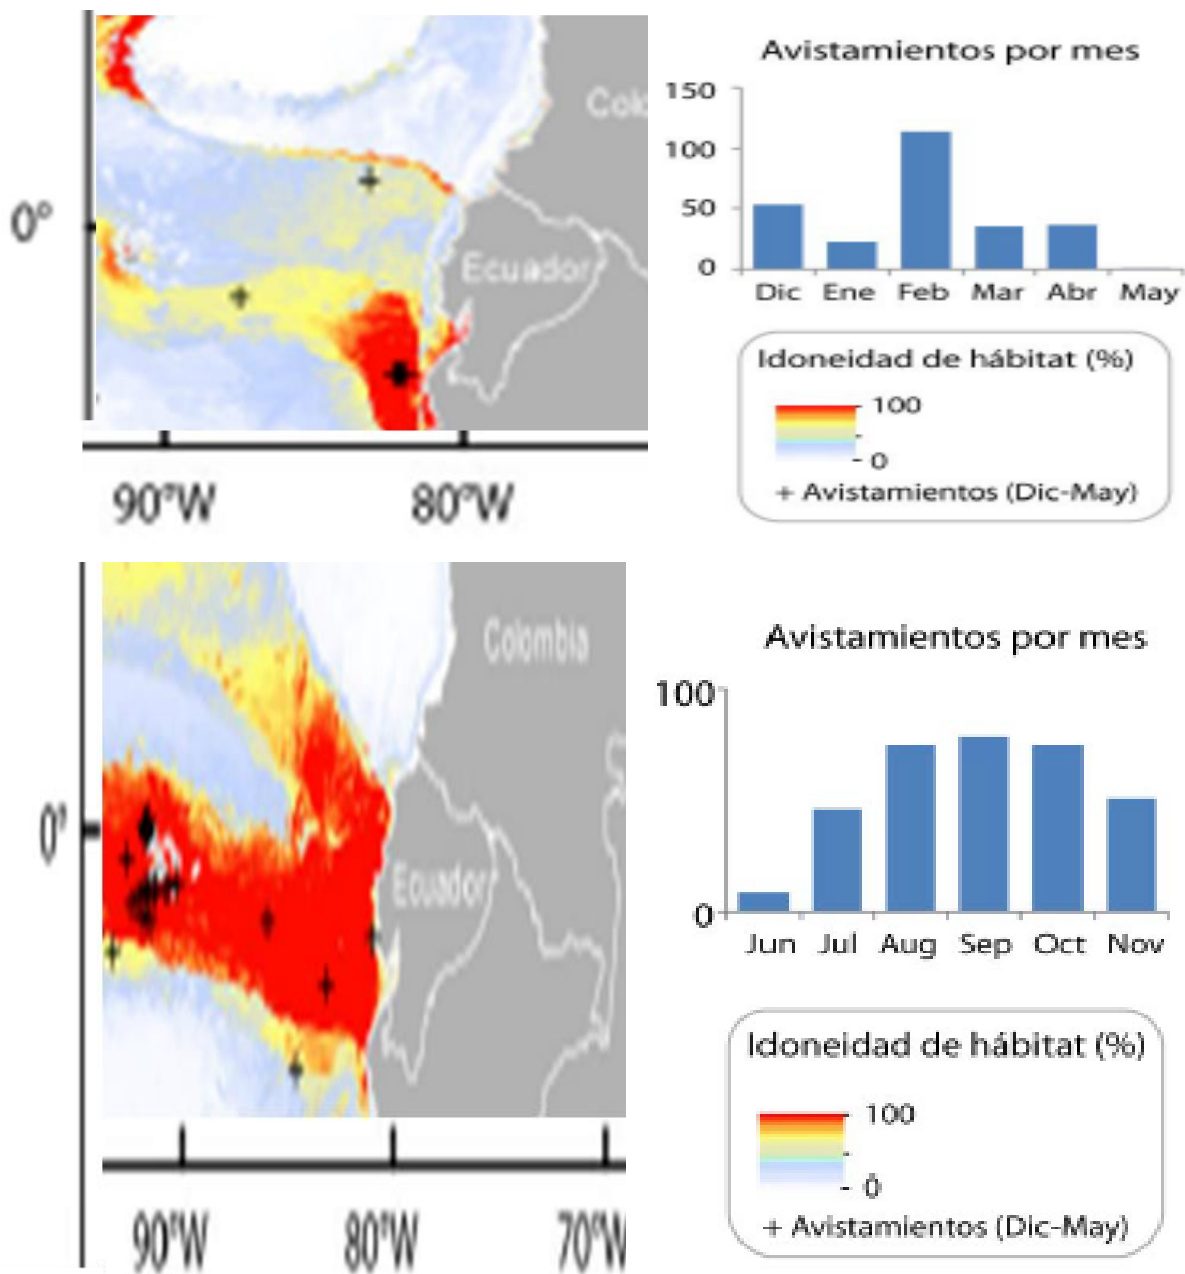 Colo
0°
Ecuador
90°W
80°W
Avistamientos por mes
150
100
50
0
Dic Ene Feb Mar Abr May
Idoneidad de hábitat (%)
100
0
+ Avistamientos (Dic-May)
Colombia
0°
Ecuador
90°W
80°W
70°W
Avistamientos por mes
100
0
Jun Jul Aug Sep Oct Nov
Idoneidad de hábitat (%)
100
0
+ Avistamientos (Dic-May)